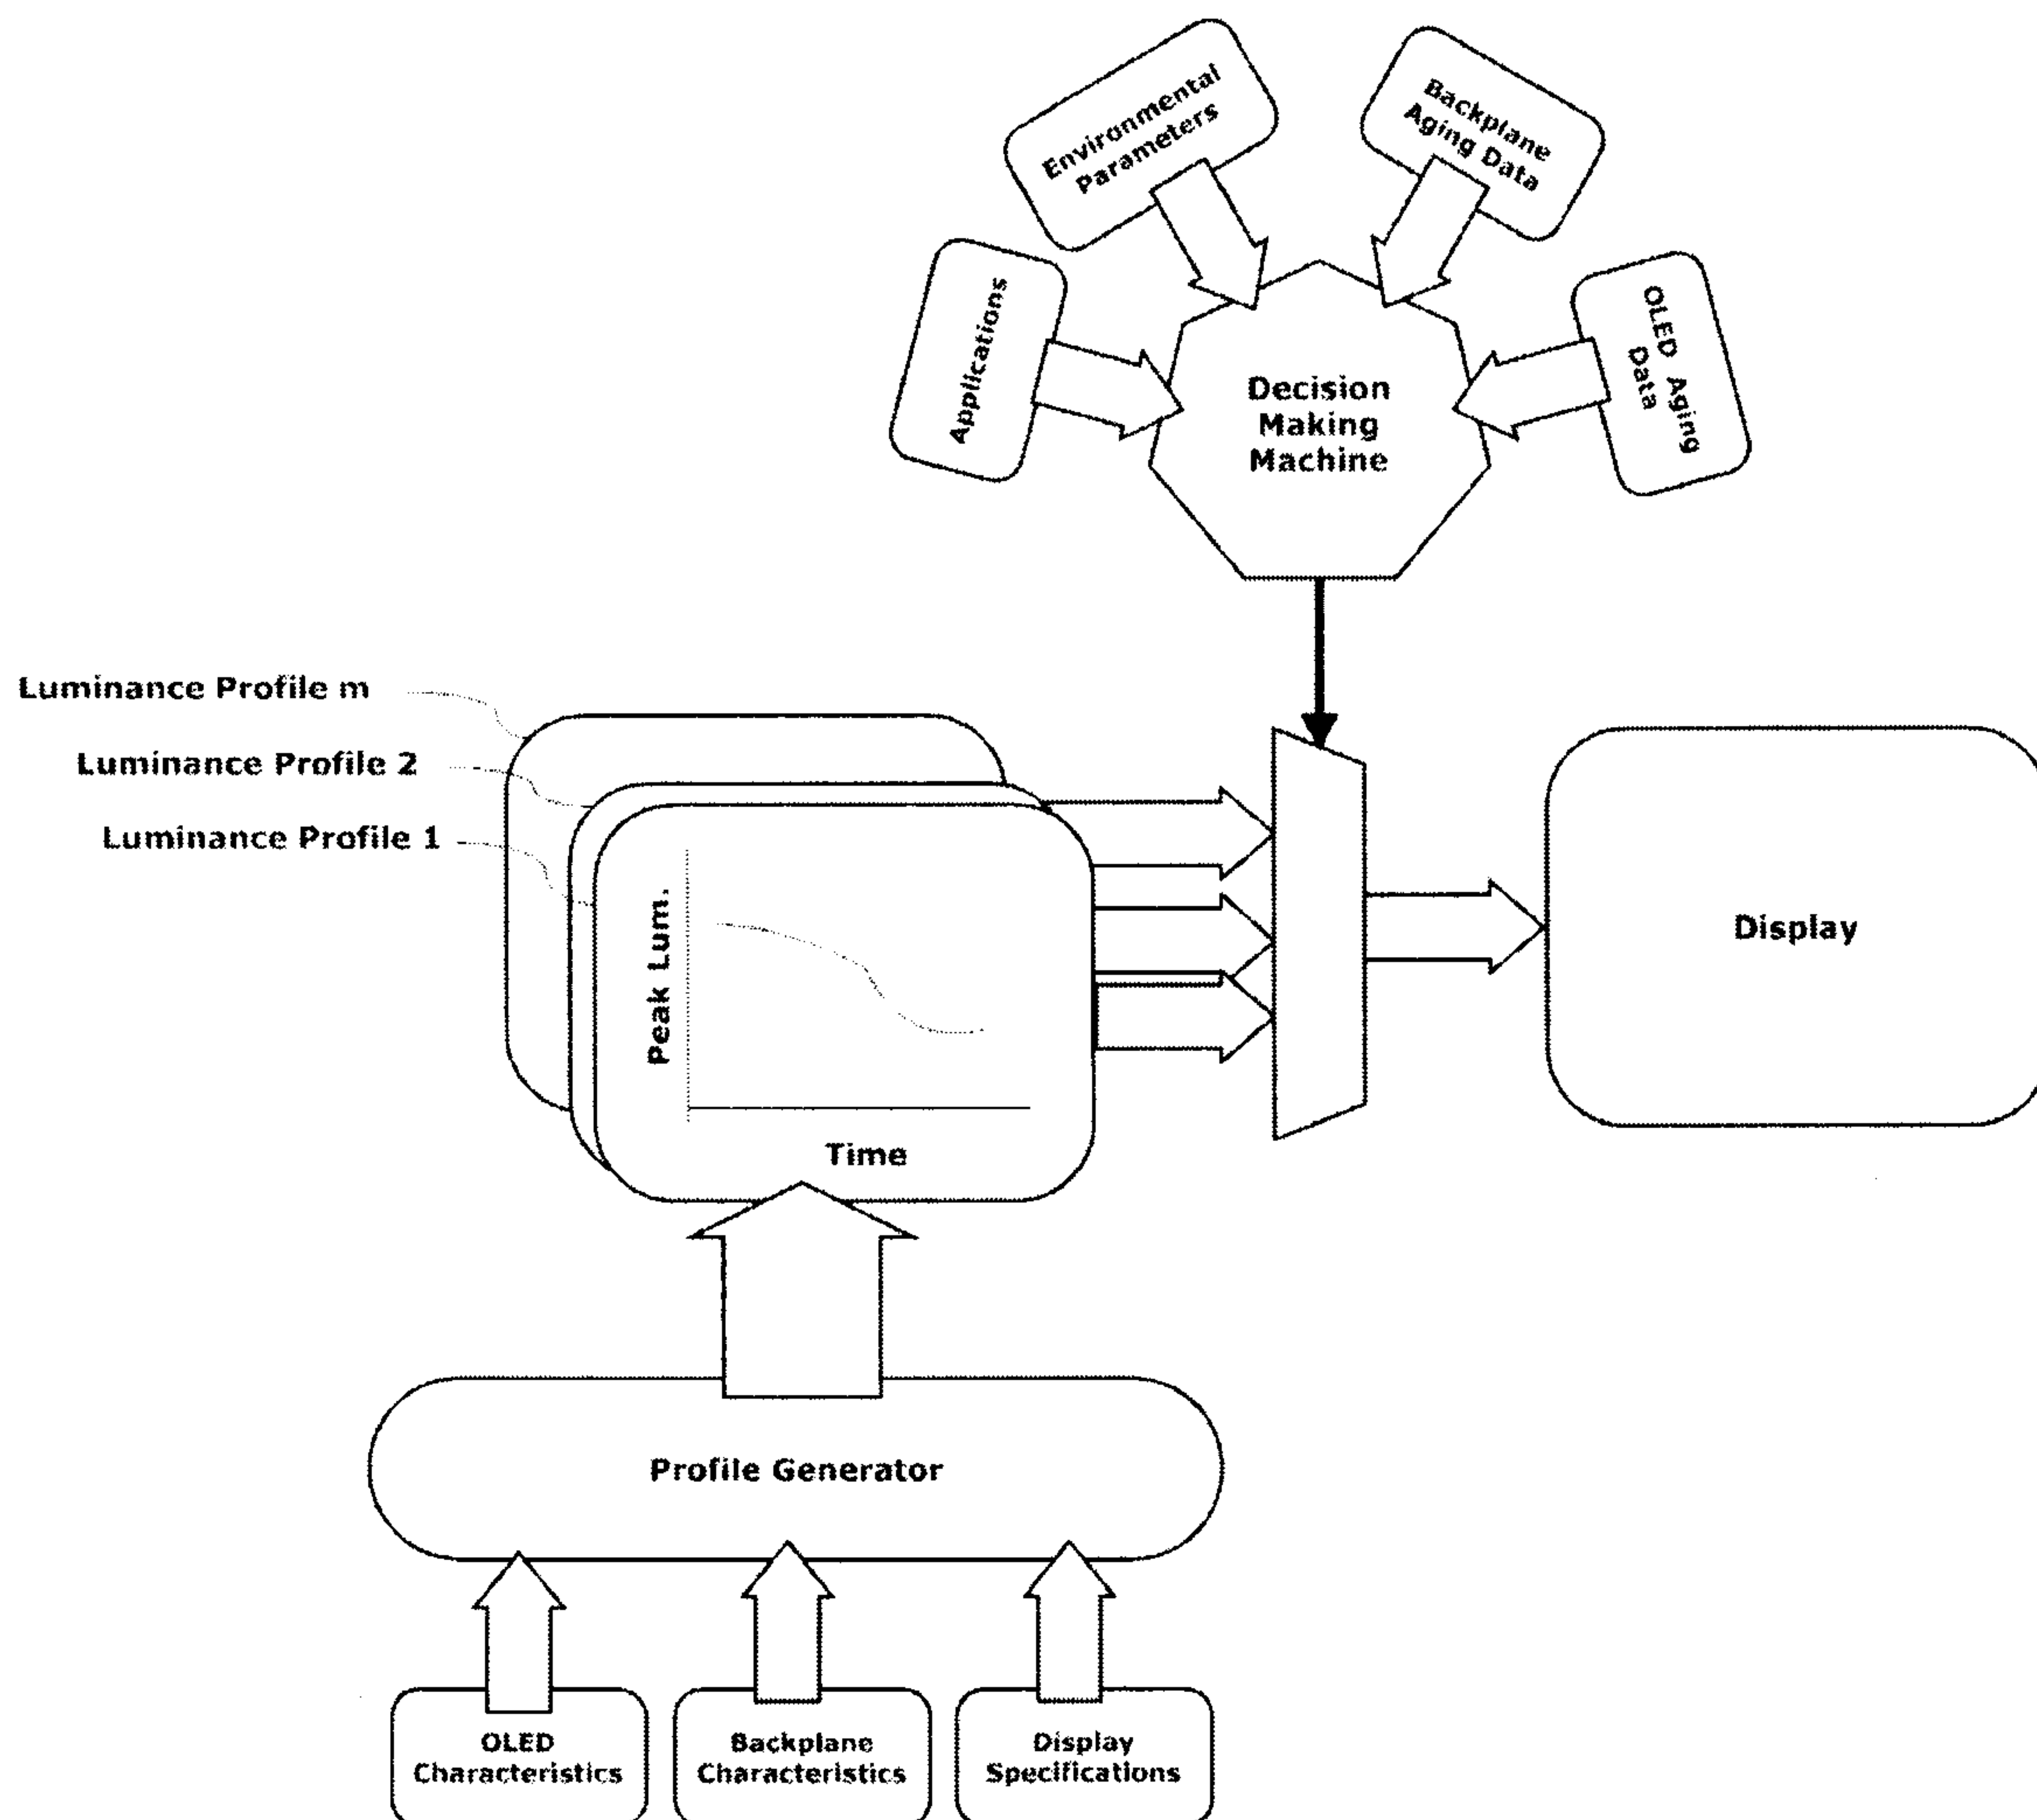 Environmental
Parameters
Backplane
Aging Data
Applications
OLED Aging
Data
Decision
Making
Machine
Luminance Profile m
Luminance Profile 2
Luminance Profile 1
Peak Lum.
Time
Display
Profile Generator
OLED
Characteristics
Backplane
Characteristics
Display
Specifications